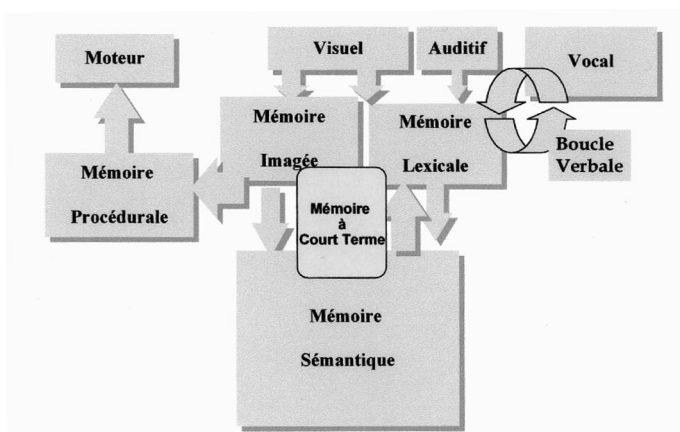 Visuel
Auditif
Vocal
Moteur
Mémoire
Imagée
Mémoire
Lexicale
Boucle
Verbale
Mémoire
Procédurale
Mémoire
à
Court Terme
Mémoire
Sémantique